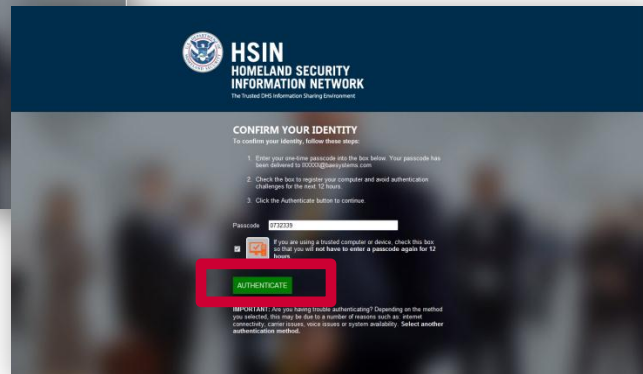 HSIN
HOMELAND SECURITY
INFORMATION NETWORK
The Trusted DHS Information Sharing Environment
CONFIRM YOUR IDENTITY
To confirm your identity, follow these steps:
1. Enter your one-time passcode into the box below. Your passcode has
been delivered to 00000@baesystems.com
2. Check the box to register your computer and avoid authentication
challenges for the next 12 hours.
3. Click the Authenticate button to continue.
Passcode 0732339
If you are using a trusted computer or device, check this box
so that you will not have to enter a passcode again for 12
hours
AUTHENTICATE
IMPORTANT: Are you having trouble authenticating? Depending on the method
you selected, this may be due to a number of reasons such as: internet
connectivity, carrier issues, voice issues or system availability. Select another
authentication method.